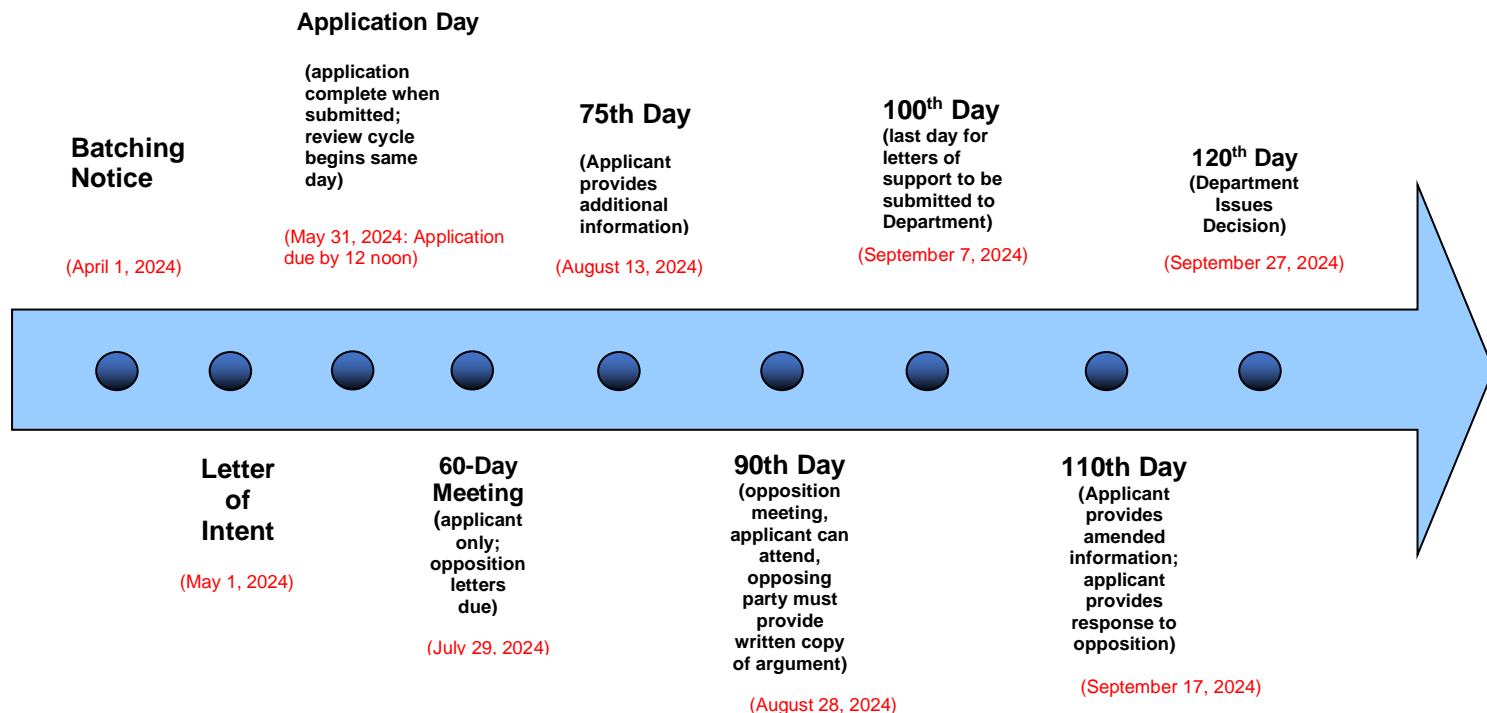 Batching
Notice
(April 1, 2024)
Letter
of
Intent
(May 1, 2024)
Application Day
(application
complete when
submitted;
review cycle
begins same
day)
(May 31, 2024: Application
due by 12 noon)
60-Day
Meeting
(applicant
only;
opposition
letters
due)
(July 29, 2024)
75th Day
(Applicant
provides
additional
information)
(August 13, 2024)
90th Day
(opposition
meeting,
applicant can
attend,
opposing
party must
provide
written copy
of argument)
(August 28, 2024)
100th Day
(last day for
letters of
support to be
submitted to
Department)
(September 7, 2024)
110th Day
(Applicant
provides
amended
information;
applicant
provides
response to
opposition)
(September 17, 2024)
120th Day
(Department
Issues
Decision)
(September 27, 2024)